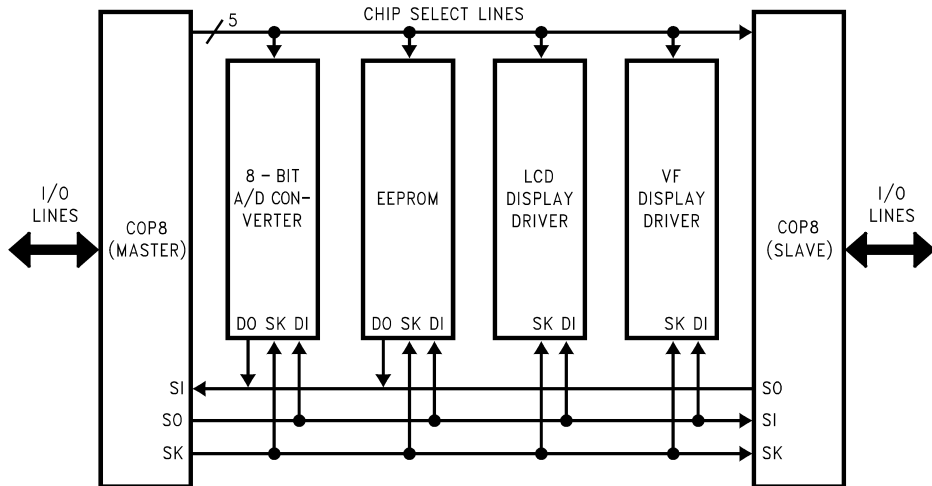 CHIP SELECT LINES
5
I/O
LINES
COP8
(MASTER)
8 - BIT
A/D CON-
VERTER
DO SK DI
EEPROM
DO SK DI
LCD
DISPLAY
DRIVER
SK DI
VF
DISPLAY
DRIVER
SK DI
COP8
(SLAVE)
I/O
LINES
SI
SO
SO
SI
SK
SK